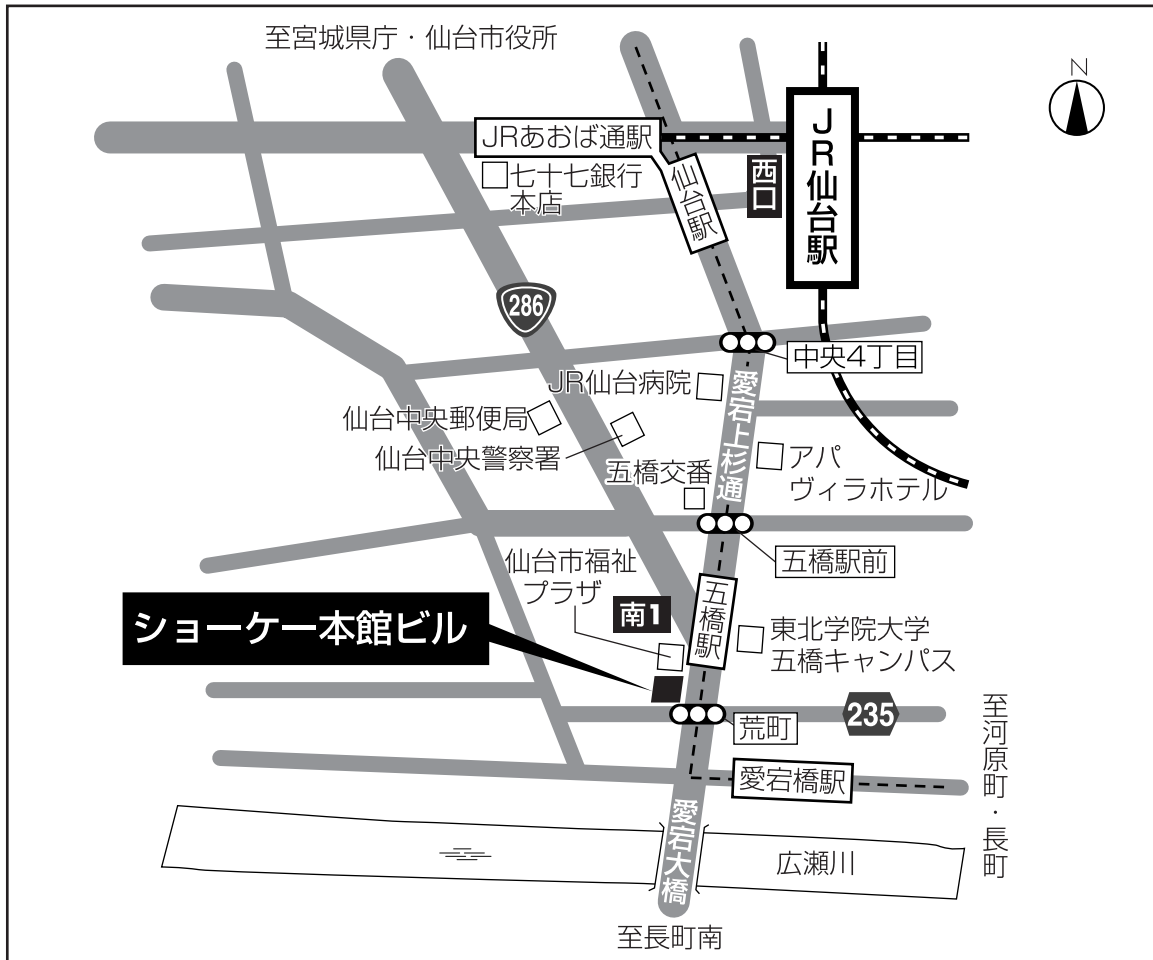 至宮城県庁・仙台市役所
N
JRあおば通駅
JR仙台駅
西口
七十七銀行
本店
仙台駅
286
中央4丁目
JR仙台病院
愛宕上杉通
仙台中央郵便局
仙台中央警察署
五橋交番
アパ
ヴィラホテル
五橋駅前
仙台市福祉
プラザ
南1
五橋駅
ショーケー本館ビル
東北学院大学
五橋キャンパス
荒町
235
至河原町・長町
愛宕橋駅
愛宕大橋
広瀬川
至長町南